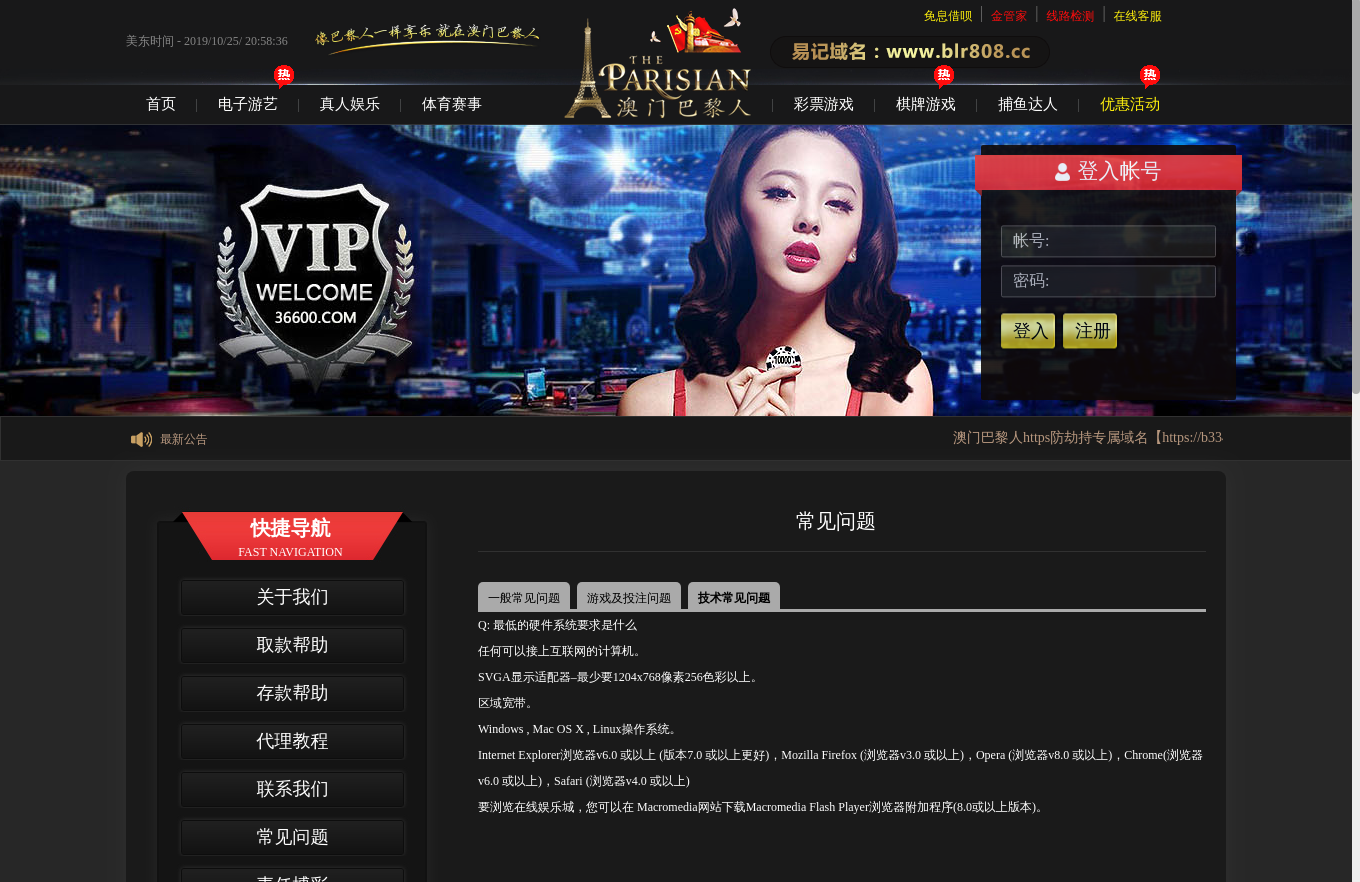 免息借呗 金管家 线路检测 在线客服
美东时间 - 2019/10/25/ 20:58:36
像巴黎人一样享乐 就在澳门巴黎人
THE
PARISIAN
澳门巴黎人
易记域名：www.blr808.cc
热 热 热
首页 电子游艺 真人娱乐 体育赛事 彩票游戏 棋牌游戏 捕鱼达人 优惠活动
登入帐号
VIP
WELCOME
36600.COM
帐号:
密码:
登入 注册
10000
最新公告 澳门巴黎人https防劫持专属域名【https://b33
快捷导航
FAST NAVIGATION
关于我们
取款帮助
存款帮助
代理教程
联系我们
常见问题
责任博彩
常见问题
一般常见问题 游戏及投注问题 技术常见问题
Q: 最低的硬件系统要求是什么
任何可以接上互联网的计算机。
SVGA显示适配器–最少要1204x768像素256色彩以上。
区域宽带。
Windows , Mac OS X , Linux操作系统。
Internet Explorer浏览器v6.0 或以上 (版本7.0 或以上更好)，Mozilla Firefox (浏览器v3.0 或以上)，Opera (浏览器v8.0 或以上)，Chrome(浏览器
v6.0 或以上)，Safari (浏览器v4.0 或以上)
要浏览在线娱乐城，您可以在 Macromedia网站下载Macromedia Flash Player浏览器附加程序(8.0或以上版本)。